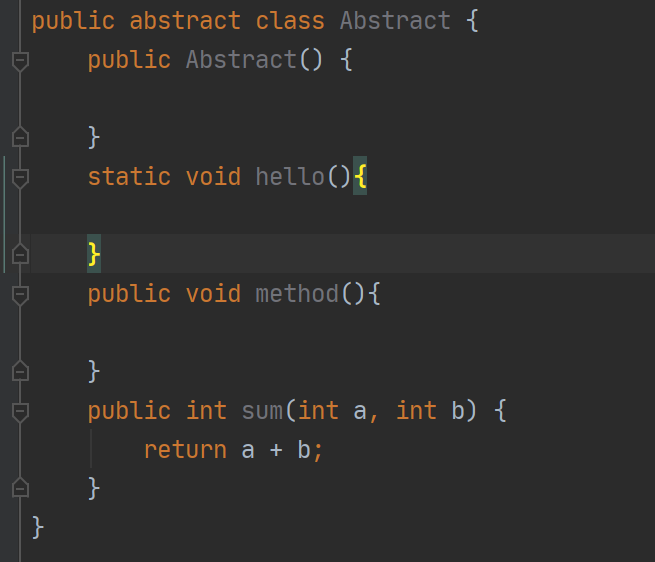 public abstract class Abstract {
    public Abstract() {

    }
    static void hello(){

    }
    public void method(){

    }
    public int sum(int a, int b) {
        return a + b;
    }
}